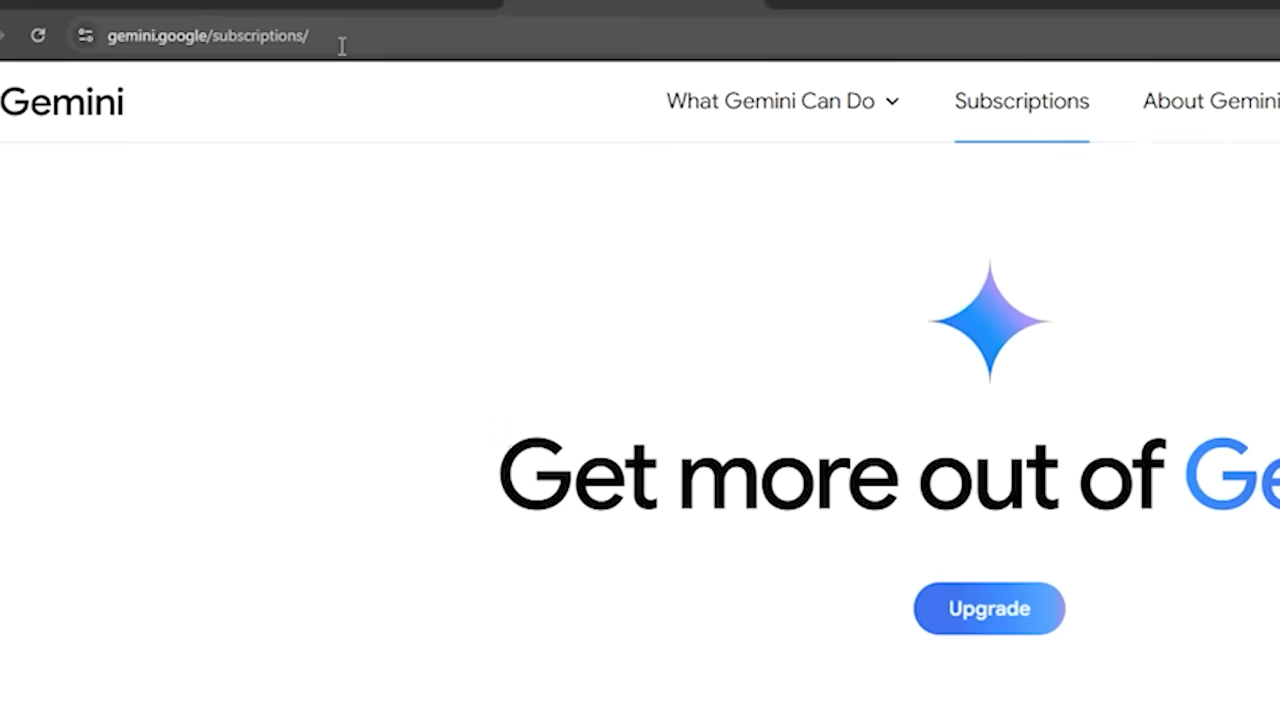 gemini.google/subscriptions/
Gemini
What Gemini Can Do
Subscriptions
About Gemini
Get more out of Ge
Upgrade